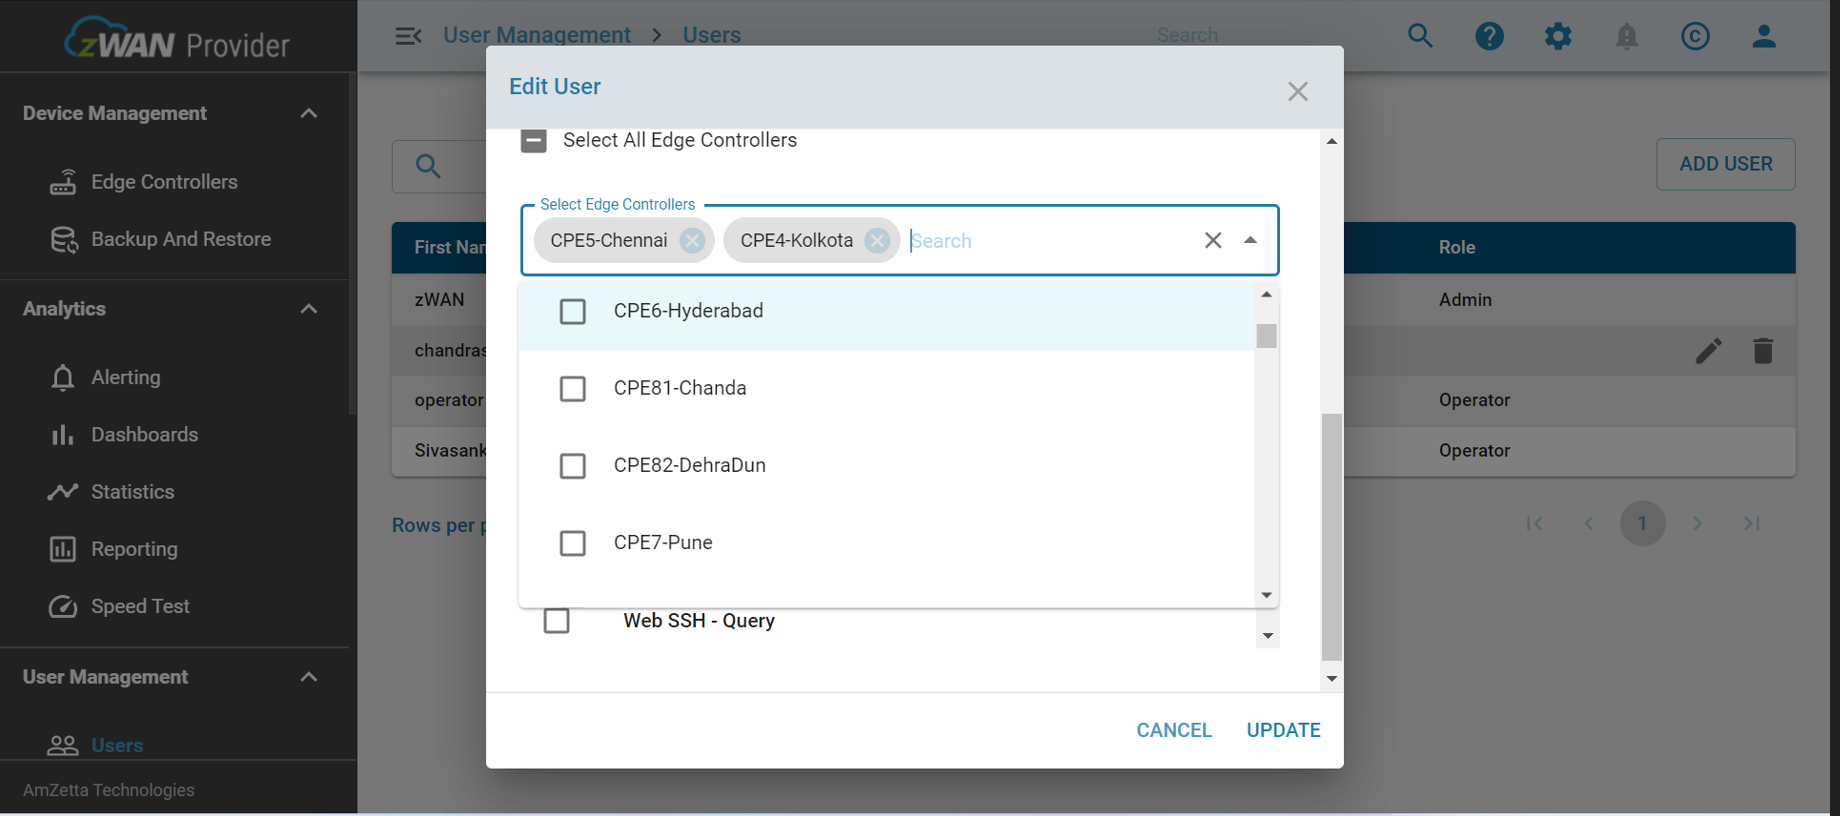 zWAN Provider
Device Management
Edge Controllers
Backup And Restore
Analytics
Alerting
Dashboards
Statistics
Reporting
Speed Test
User Management
Users
AmZetta Technologies
User Management > Users
Search
ADD USER
First Nan
Role
zWAN
Admin
chandras
operator
Operator
Sivasank
Operator
Rows per p
1
Edit User
Select All Edge Controllers
Select Edge Controllers
CPE5-Chennai
CPE4-Kolkota
Search
CPE6-Hyderabad
CPE81-Chanda
CPE82-DehraDun
CPE7-Pune
Web SSH - Query
CANCEL
UPDATE